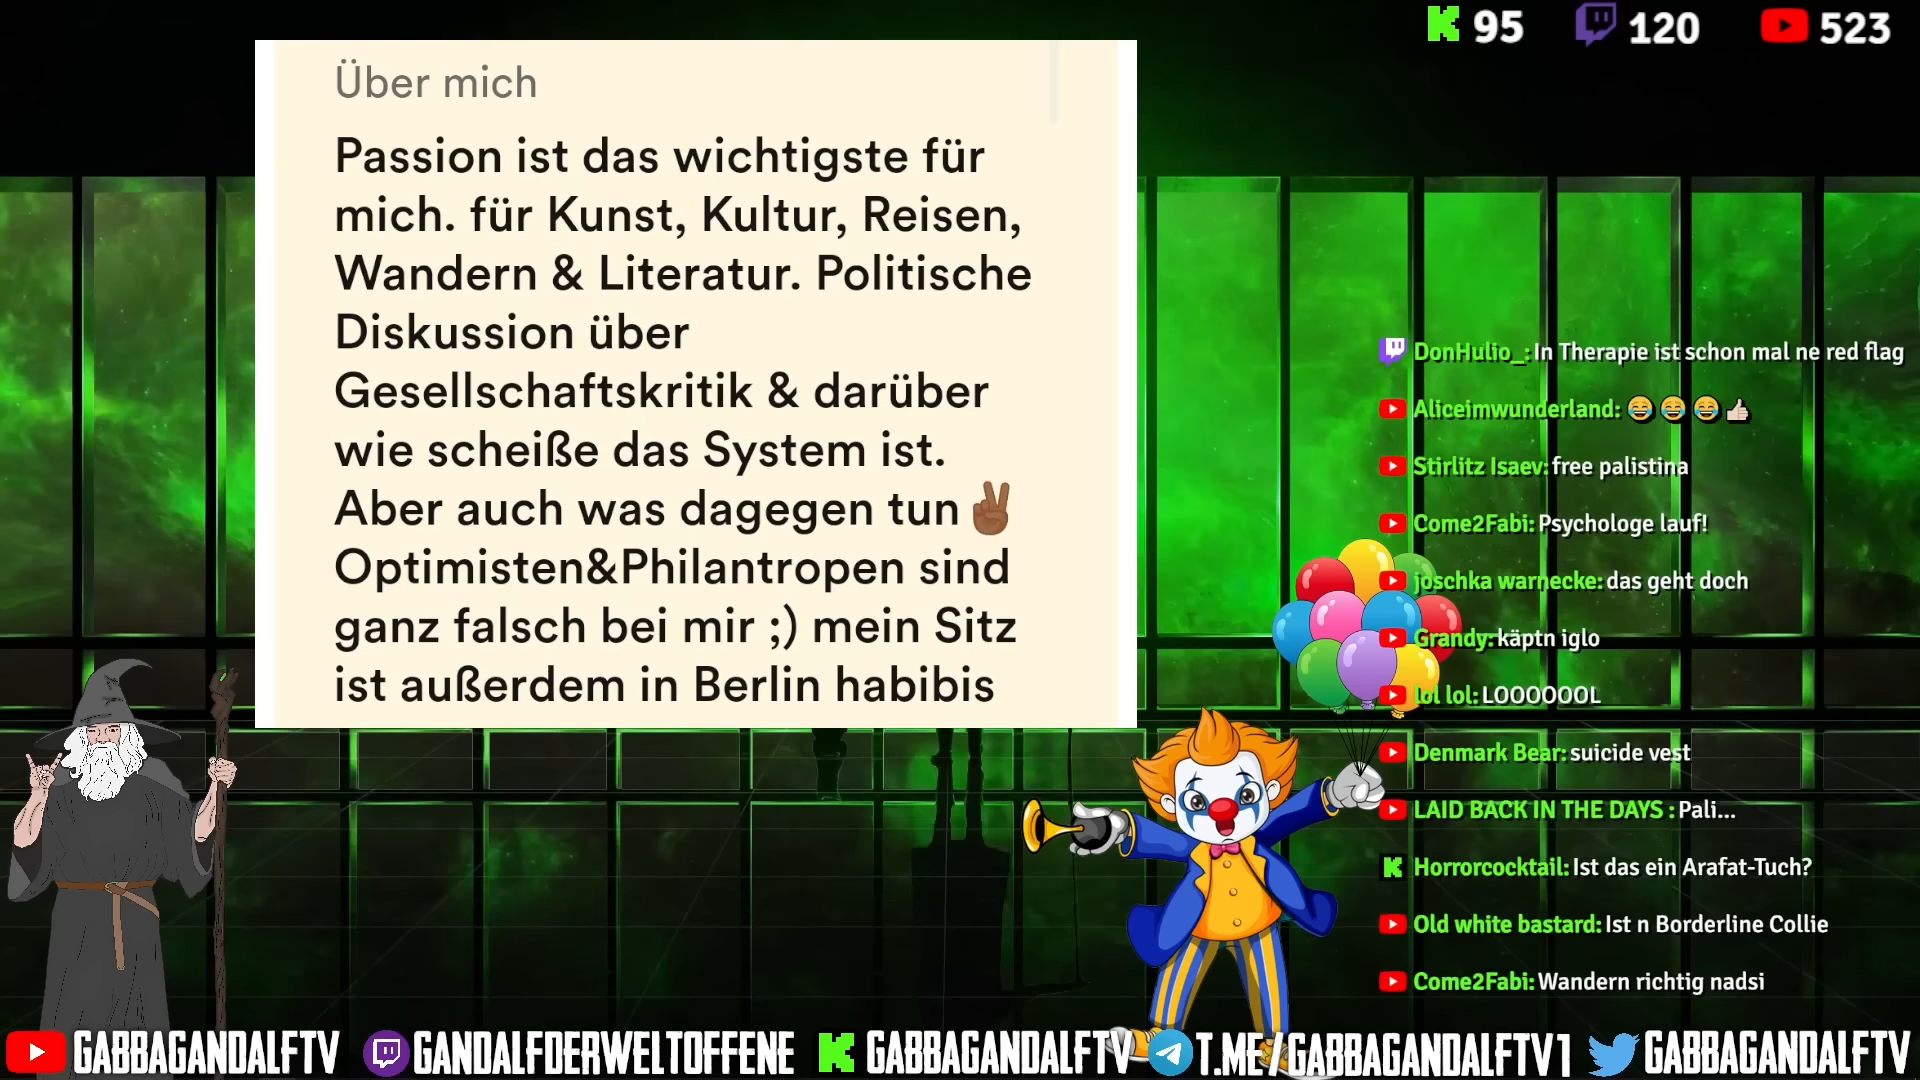 95 120 523
Über mich
Passion ist das wichtigste für
mich. für Kunst, Kultur, Reisen,
Wandern & Literatur. Politische
Diskussion über
Gesellschaftskritik & darüber
wie scheiße das System ist.
Aber auch was dagegen tun✌🏾
Optimisten&Philantropen sind
ganz falsch bei mir ;) mein Sitz
ist außerdem in Berlin habibis
DonHulio_: In Therapie ist schon mal ne red flag
Aliceimwunderland: 😂 😂 😂 👍🏻
Stirlitz Isaev: free palistina
Come2Fabi: Psychologe lauf!
joschka warnecke: das geht doch
Grandy: käptn iglo
lol lol: LOOOOOOL
Denmark Bear: suicide vest
LAID BACK IN THE DAYS : Pali...
Horrorcocktail: Ist das ein Arafat-Tuch?
Old white bastard: Ist n Borderline Collie
Come2Fabi: Wandern richtig nadsi
GABBAGANDALFTV GANDALFDERWELTOFFENE GABBAGANDALFTV T.ME/GABBAGANDALFTV1 GABBAGANDALFTV